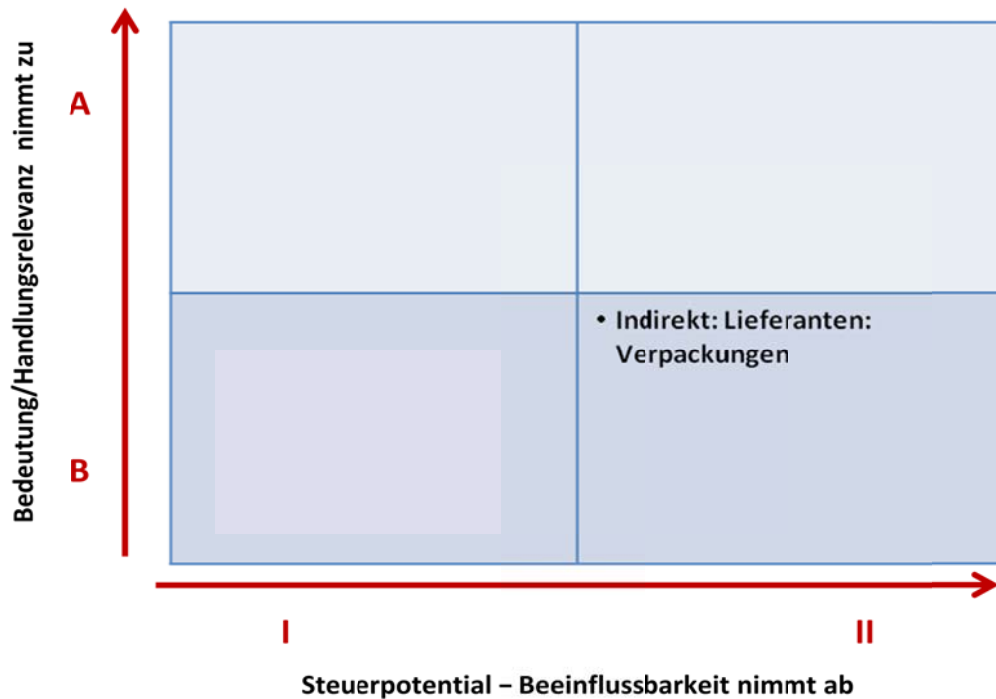 Bedeutung/Handlungsrelevanz nimmt zu
A
• Indirekt: Lieferanten:
Verpackungen
B
I
II
Steuerpotential – Beeinflussbarkeit nimmt ab